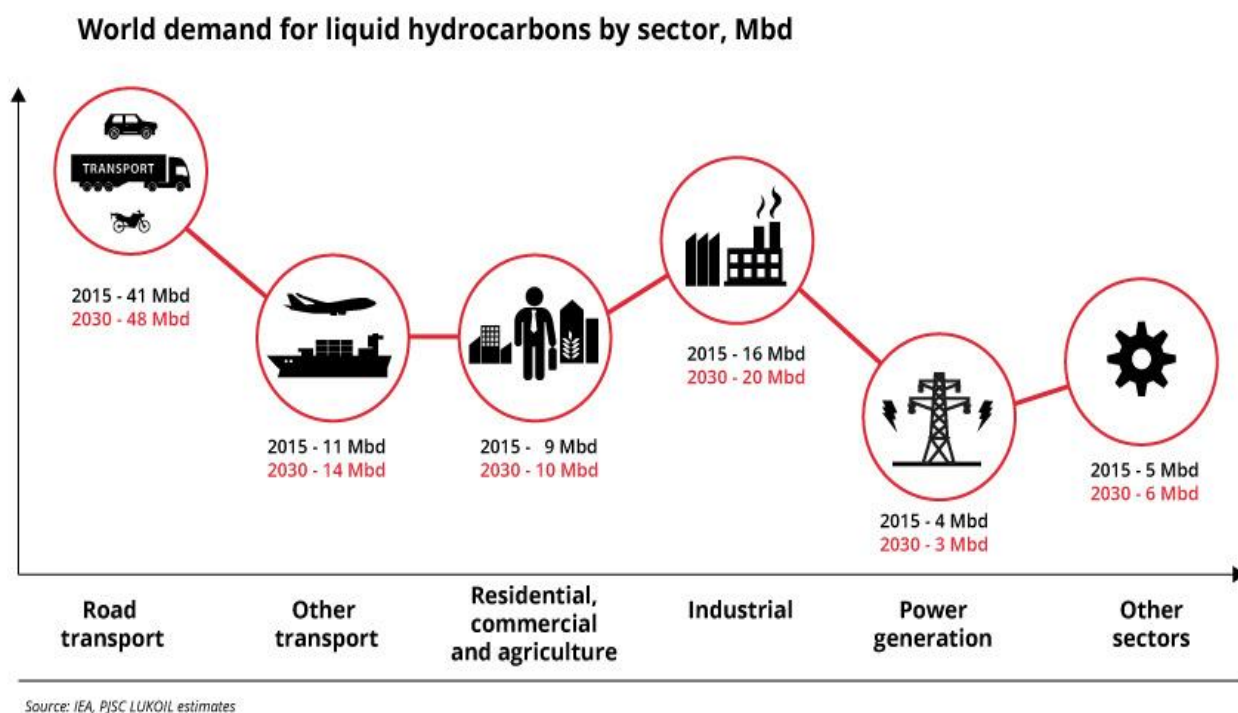 World demand for liquid hydrocarbons by sector, Mbd
TRANSPORT
2015 - 41 Mbd
2030 - 48 Mbd
2015 - 11 Mbd
2030 - 14 Mbd
2015 -   9 Mbd
2030 - 10 Mbd
2015 - 16 Mbd
2030 - 20 Mbd
2015 - 4 Mbd
2030 - 3 Mbd
2015 - 5 Mbd
2030 - 6 Mbd
Road
transport
Other
transport
Residential,
commercial
and agriculture
Industrial
Power
generation
Other
sectors
Source: IEA, PJSC LUKOIL estimates